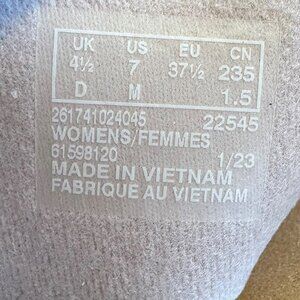 UK US EU CN
4½ 7 37½ 235
D M 1.5
261741024045 22545
WOMENS/FEMMES
61598120 1/23
MADE IN VIETNAM
FABRIQUE AU VIETNAM